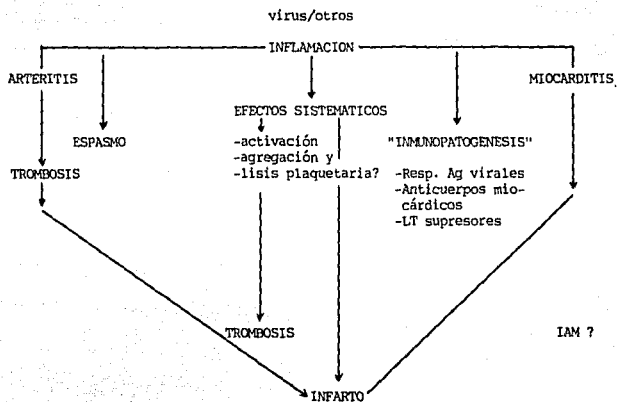 virus/otros
INFLAMACION
ARTERITIS
MIOCARDITIS
EFECTOS SISTEMATICOS
ESPASMO
-activación
-agregación y
-lisis plaquetaria?
"INMUNOPATOGENESIS"
TROMBOSIS
-Resp. Ag virales
-Anticuerpos mio-
cárdicos
-LT supresores
TROMBOSIS
IAM ?
INFARTO